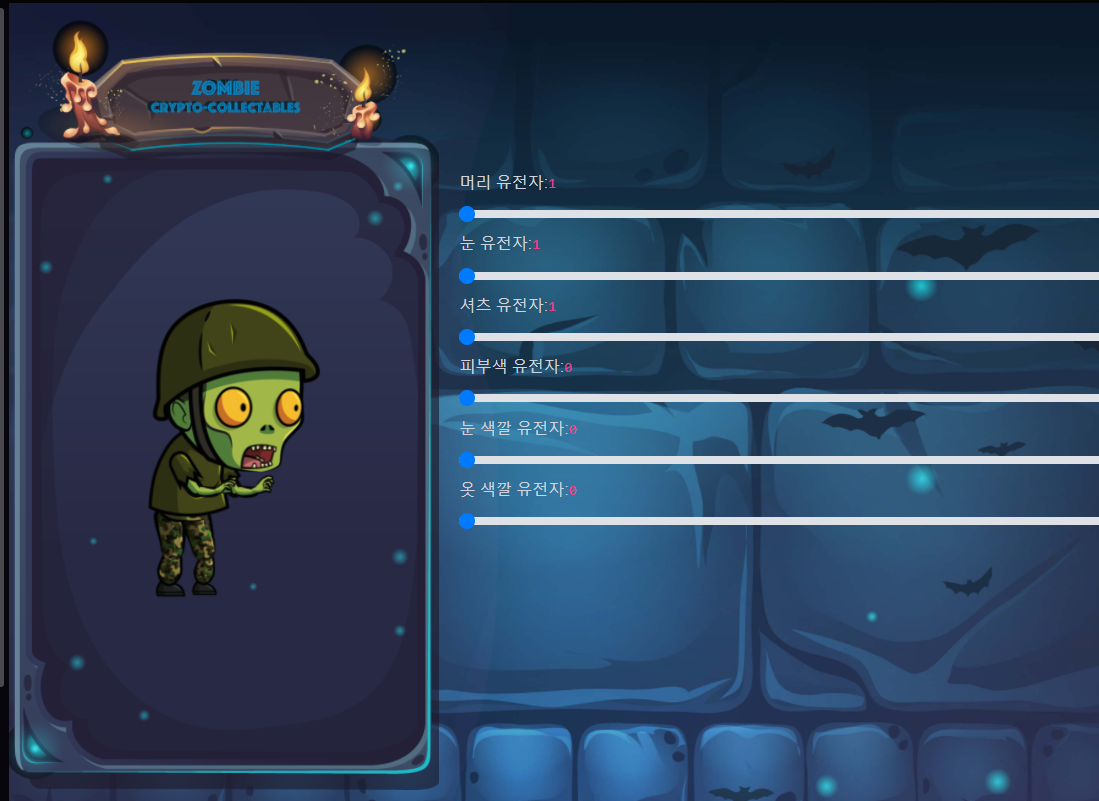 ZOMBIE
CRYPTO-COLLECTABLES
머리 유전자:1
눈 유전자:1
셔츠 유전자:1
피부색 유전자:0
눈 색깔 유전자:0
옷 색깔 유전자:0